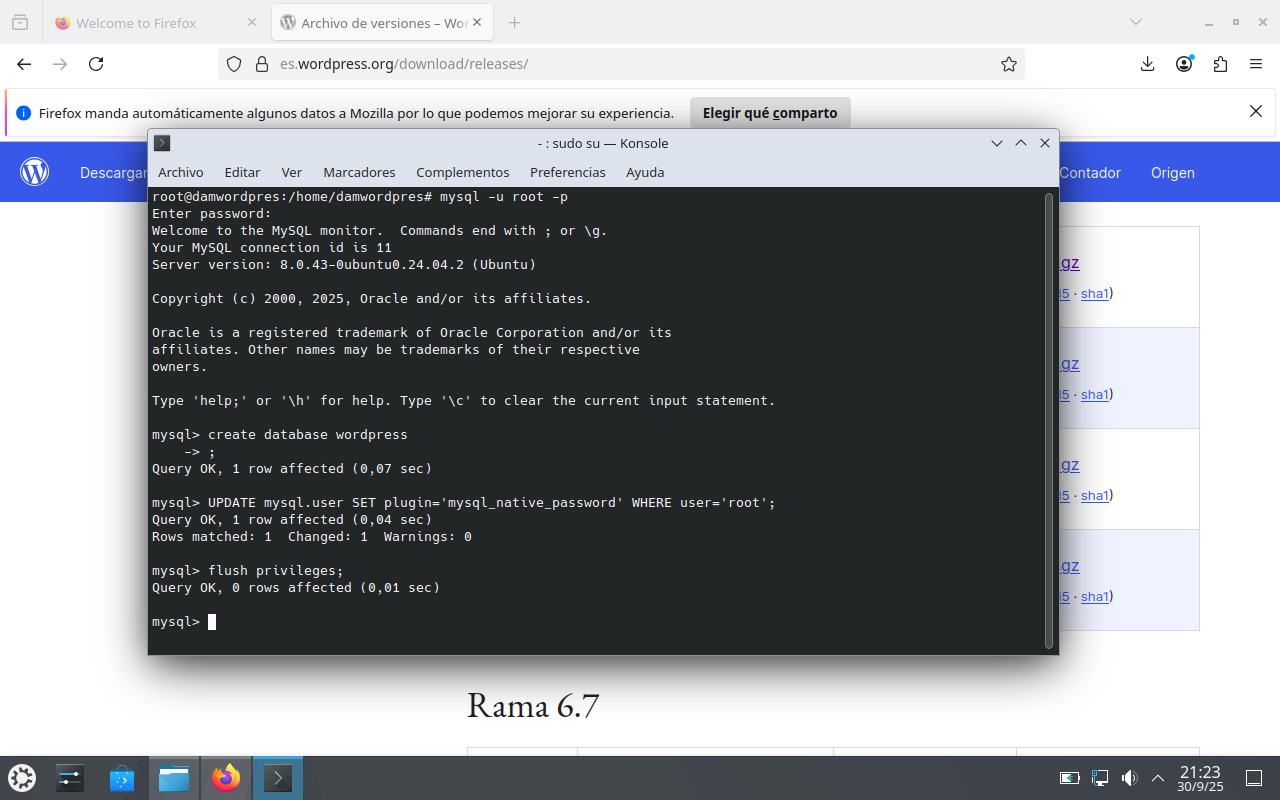 Welcome to Firefox
Archivo de versiones – Wor
es.wordpress.org/download/releases/
Firefox manda automáticamente algunos datos a Mozilla por lo que podemos mejorar su experiencia.
Elegir qué comparto
- : sudo su — Konsole
Descargar
Contador
Origen
Archivo
Editar
Ver
Marcadores
Complementos
Preferencias
Ayuda
root@damwordpres:/home/damwordpres# mysql -u root -p
Enter password:
Welcome to the MySQL monitor.  Commands end with ; or \g.
Your MySQL connection id is 11
Server version: 8.0.43-0ubuntu0.24.04.2 (Ubuntu)
Copyright (c) 2000, 2025, Oracle and/or its affiliates.
Oracle is a registered trademark of Oracle Corporation and/or its
affiliates. Other names may be trademarks of their respective
owners.
Type 'help;' or '\h' for help. Type '\c' to clear the current input statement.
mysql> create database wordpress
    -> ;
Query OK, 1 row affected (0,07 sec)
mysql> UPDATE mysql.user SET plugin='mysql_native_password' WHERE user='root';
Query OK, 1 row affected (0,04 sec)
Rows matched: 1  Changed: 1  Warnings: 0
mysql> flush privileges;
Query OK, 0 rows affected (0,01 sec)
mysql>
gz
5 · sha1)
gz
5 · sha1)
gz
5 · sha1)
gz
5 · sha1)
Rama 6.7
21:23
30/9/25